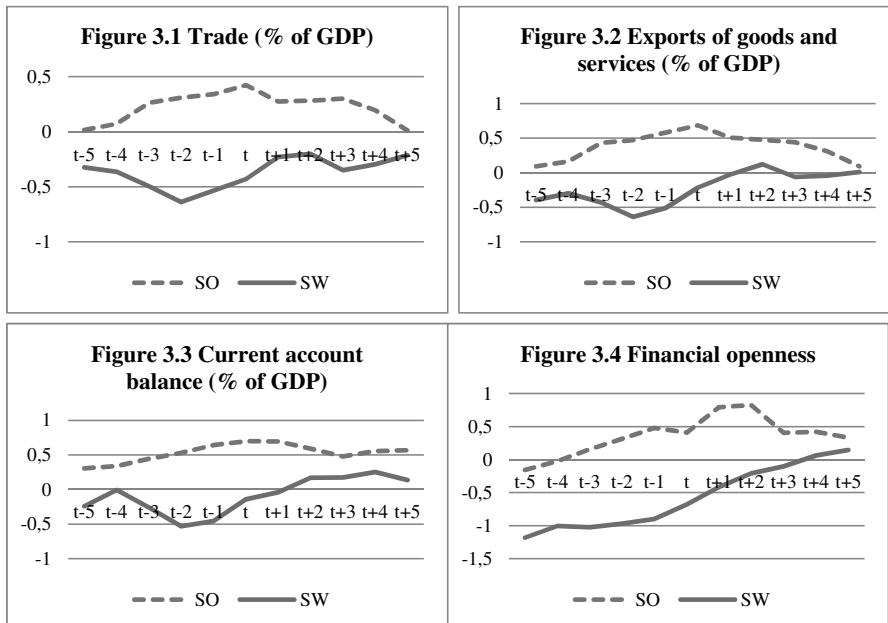 Figure 3.1 Trade (% of GDP)
0,5
0
-0,5
-1
t-5 t-4 t-3 t-2 t-1 t t+1 t+2 t+3 t+4 t+5
SO SW
Figure 3.2 Exports of goods and
services (% of GDP)
1
0,5
0
-0,5
-1
t-5 t-4 t-3 t-2 t-1 t t+1 t+2 t+3 t+4 t+5
SO SW
Figure 3.3 Current account
balance (% of GDP)
1
0,5
0
-0,5
-1
t-5 t-4 t-3 t-2 t-1 t t+1 t+2 t+3 t+4 t+5
SO SW
Figure 3.4 Financial openness
1
0,5
0
-0,5
-1
-1,5
t-5 t-4 t-3 t-2 t-1 t t+1 t+2 t+3 t+4 t+5
SO SW